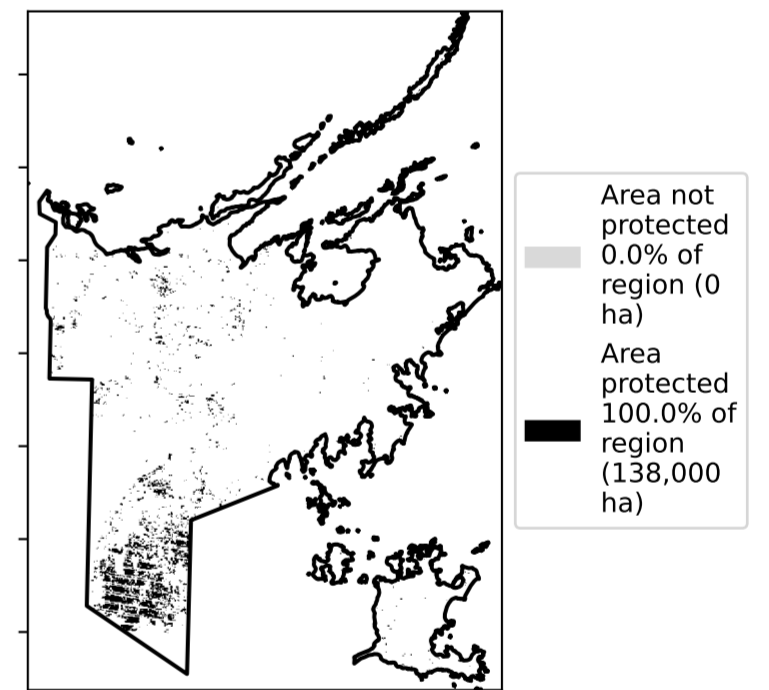 Area not
protected
0.0% of
region (0
ha)
Area
protected
100.0% of
region
(138,000
ha)